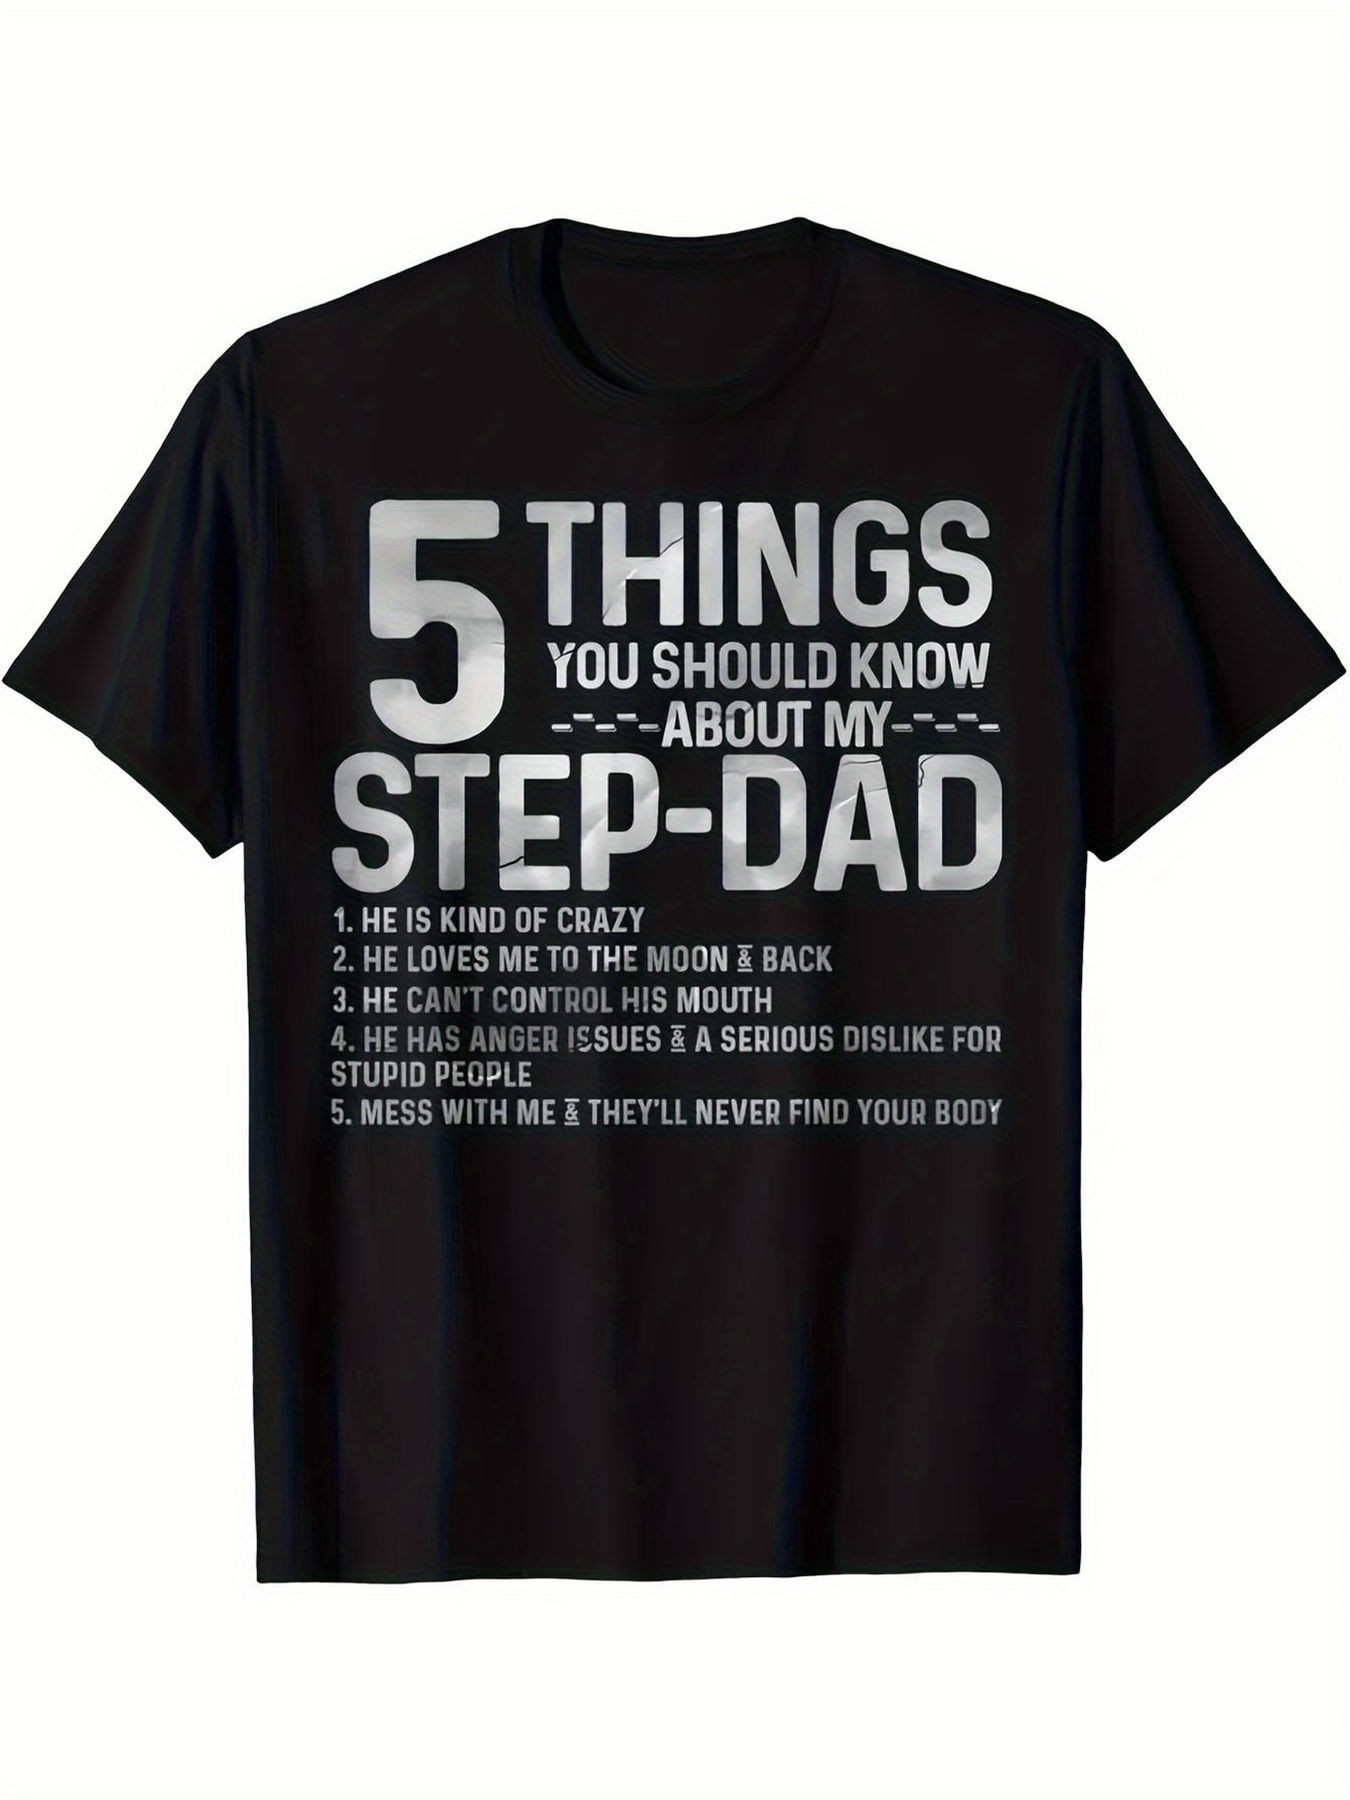 5 THINGS
YOU SHOULD KNOW
ABOUT MY
STEP-DAD
1. HE IS KIND OF CRAZY
2. HE LOVES ME TO THE MOON & BACK
3. HE CAN'T CONTROL HIS MOUTH
4. HE HAS ANGER ISSUES & A SERIOUS DISLIKE FOR
STUPID PEOPLE
5. MESS WITH ME & THEY'LL NEVER FIND YOUR BODY